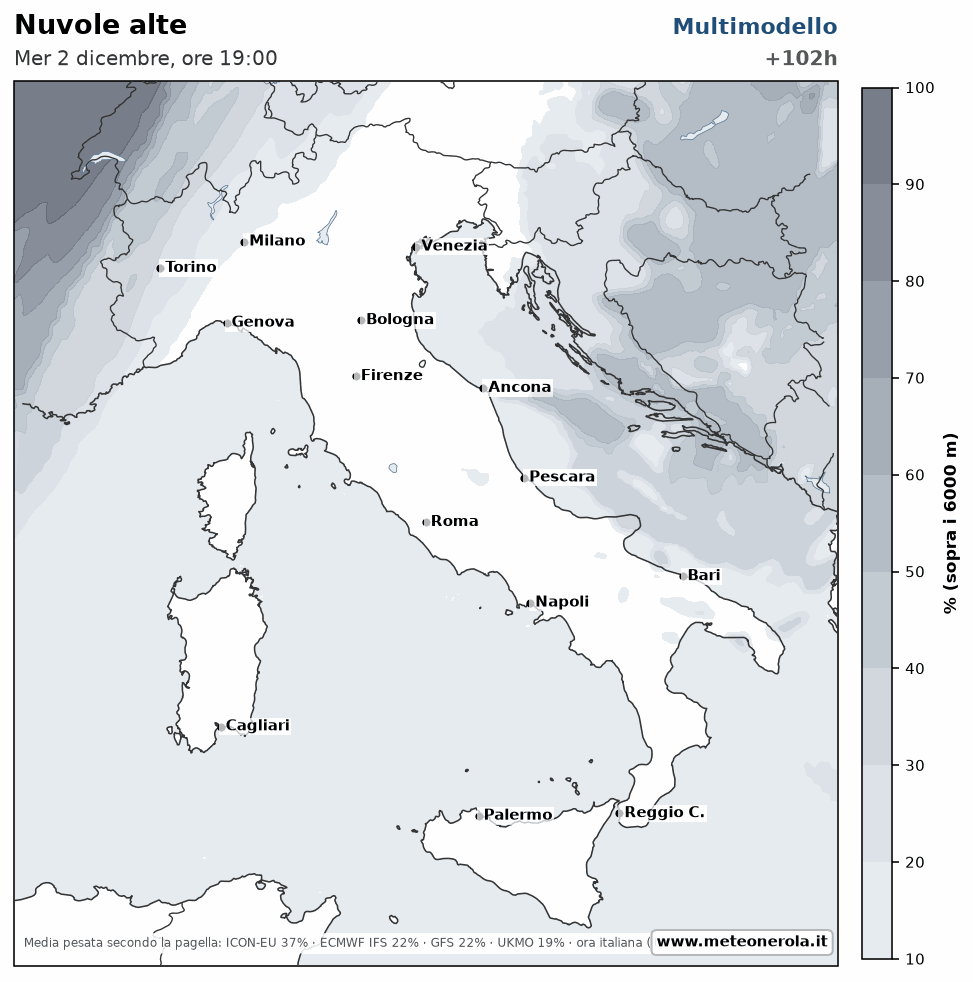 Nuvole alte
Multimodello
Mer 2 dicembre, ore 19:00
+102h
100
90
80
70
60
50
40
30
20
10
% (sopra i 6000 m)
Milano
Venezia
Torino
Genova
Bologna
Firenze
Ancona
Pescara
Roma
Bari
Napoli
Cagliari
Palermo
Reggio C.
Media pesata secondo la pagella: ICON-EU 37% · ECMWF IFS 22% · GFS 22% · UKMO 19% · ora italiana (
www.meteonerola.it